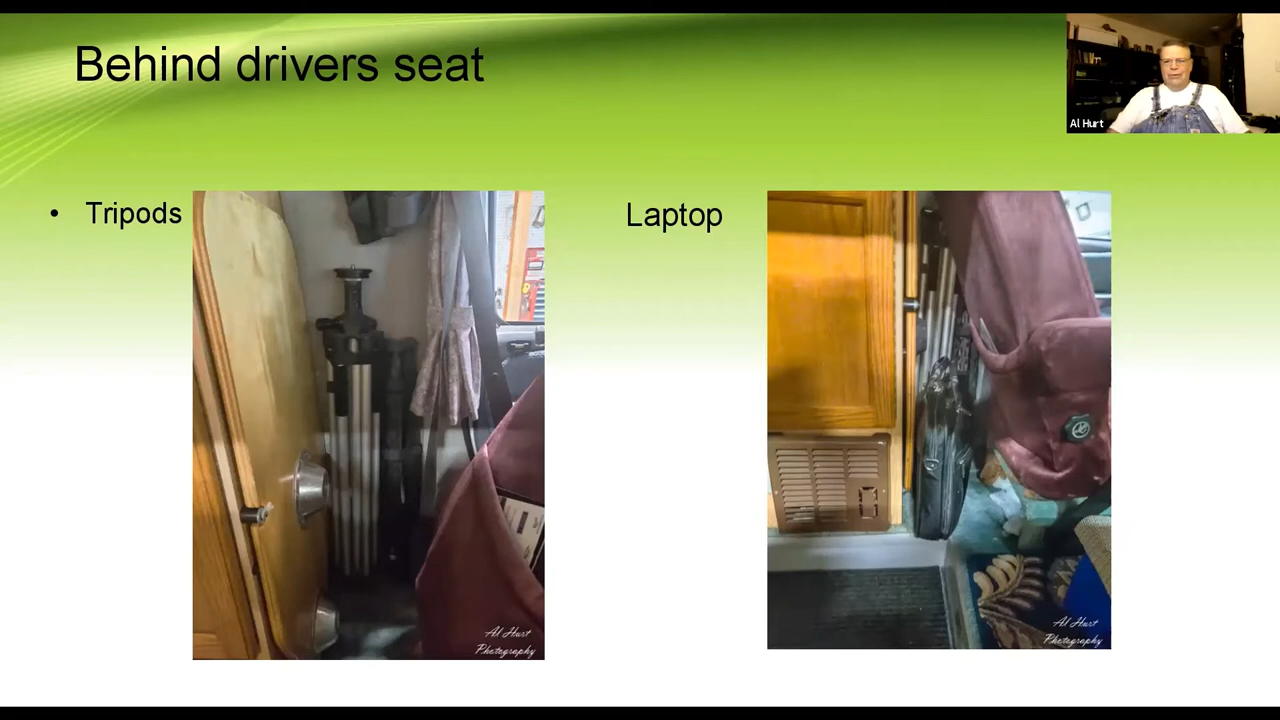 Behind drivers seat
Al Hurt
• Tripods
Laptop
Al Hurt
Photography
Al Hurt
Photography